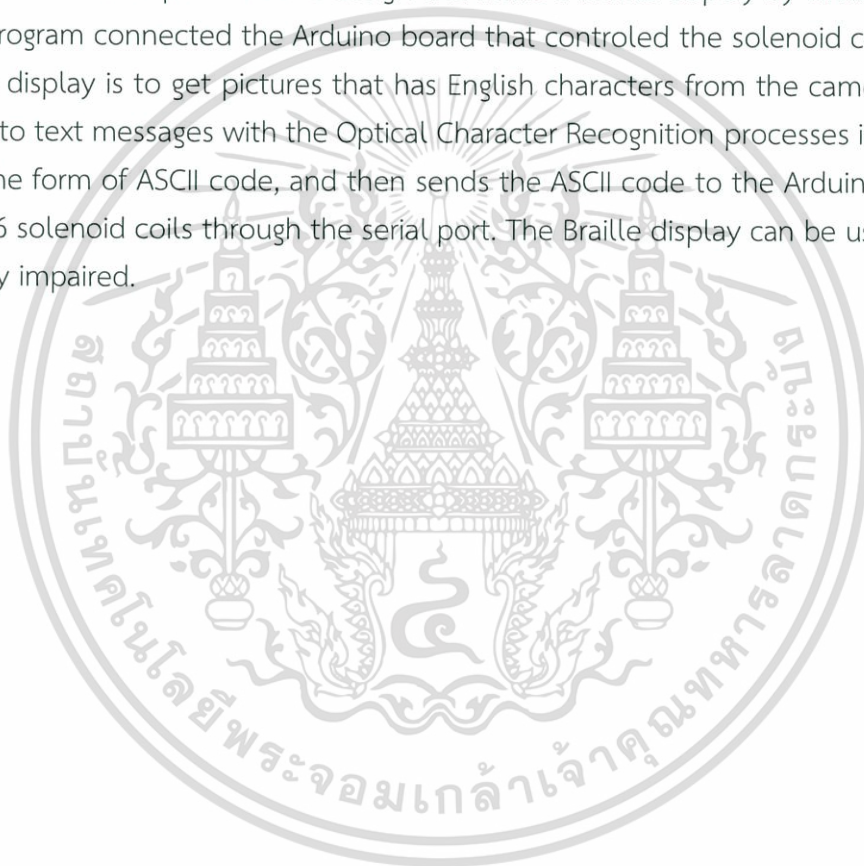 rogram connected the Arduino board that controled the solenoid c
display is to get pictures that has English characters from the cam
to text messages with the Optical Character Recognition processes i
ne form of ASCII code, and then sends the ASCII code to the Arduin
6 solenoid coils through the serial port. The Braille display can be u
y impaired.
สถาบันเทคโนโลยีพระจอมเกล้าเจ้าคุณทหารลาดกระบัง